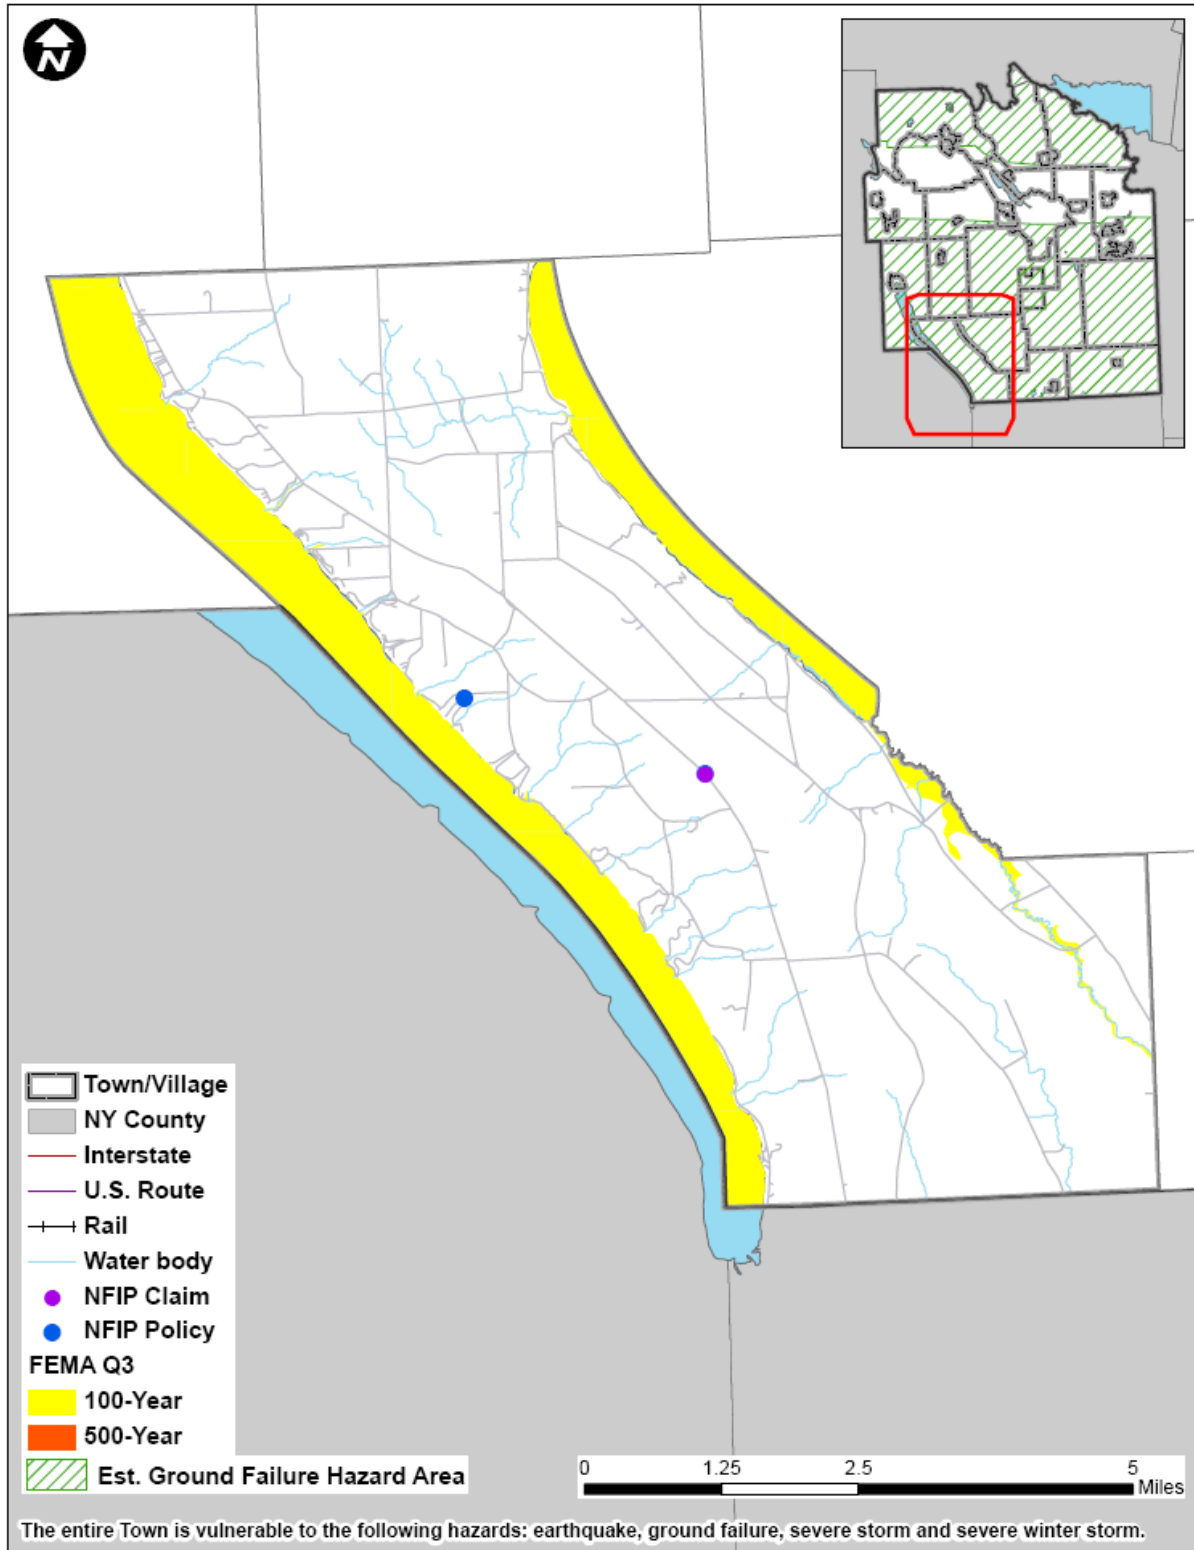 N
Town/Village
NY County
Interstate
U.S. Route
Rail
Water body
NFIP Claim
NFIP Policy
FEMA Q3
100-Year
500-Year
Est. Ground Failure Hazard Area
0 1.25 2.5 5
Miles
The entire Town is vulnerable to the following hazards: earthquake, ground failure, severe storm and severe winter storm.